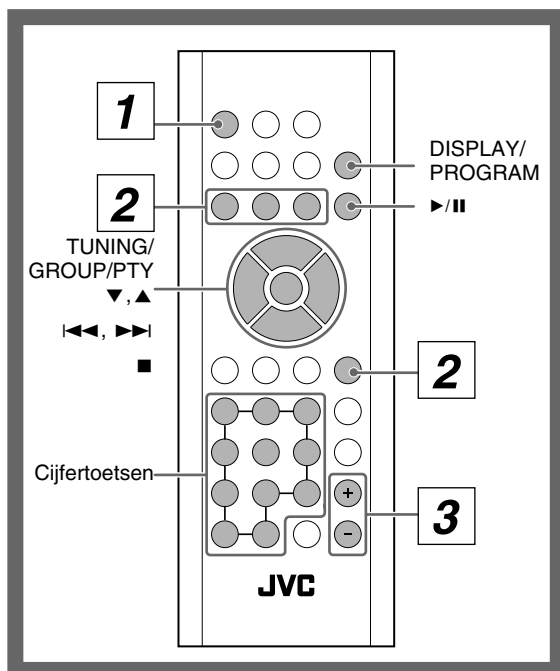 1
DISPLAY/
PROGRAM
2
►/II
TUNING/
GROUP/PTY
▼,▲
I◄◄, ►►I
■
2
Cijfertoetsen
+
3
–
JVC